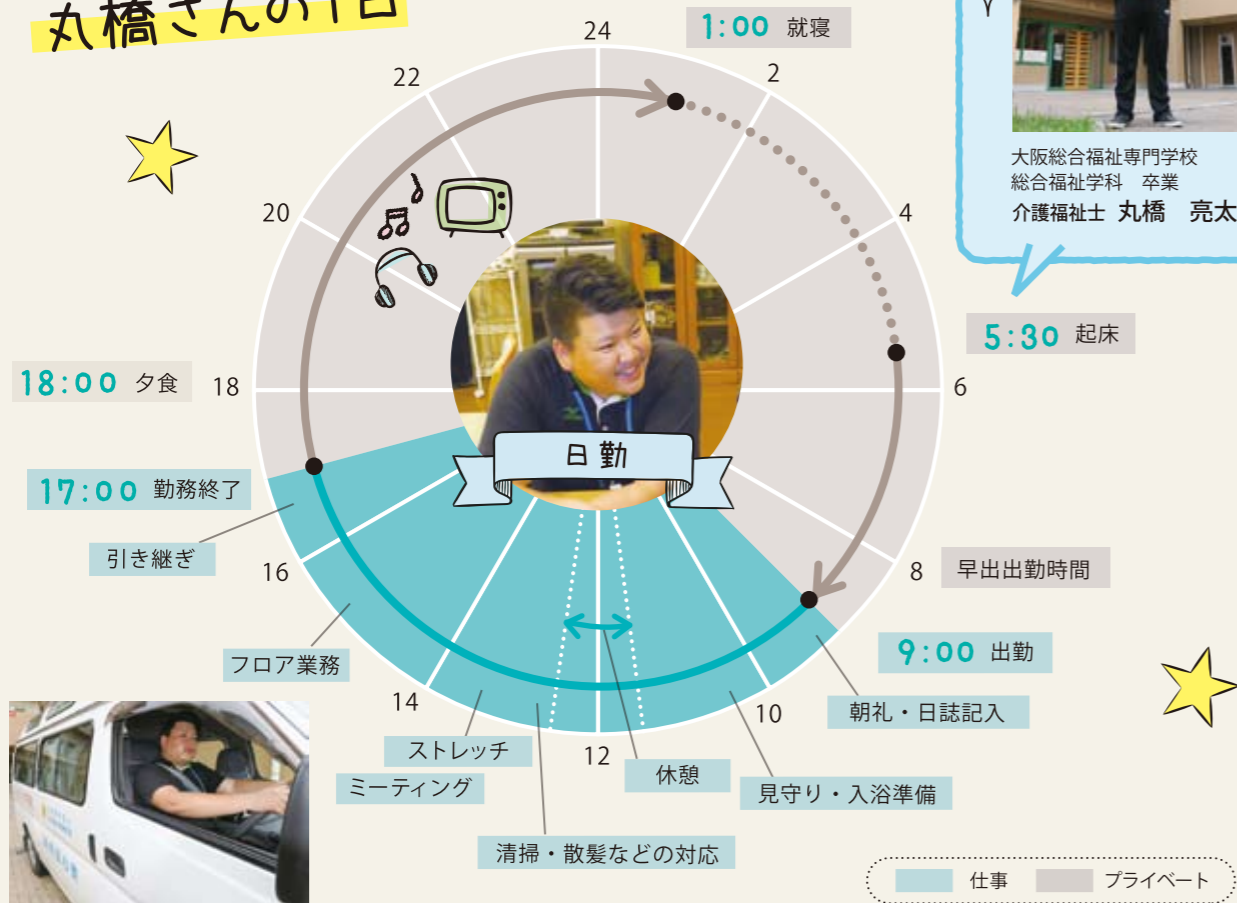 丸橋さんの1日
大阪総合福祉専門学校
総合福祉学科 卒業
介護福祉士 丸橋 亮太
24
1:00 就寝
2
4
5:30 起床
6
8
早出出勤時間
9:00 出勤
朝礼・日誌記入
10
見守り・入浴準備
休憩
12
清掃・散髪などの対応
ストレッチ
ミーティング
14
フロア業務
16
引き継ぎ
17:00 勤務終了
18:00 夕食
18
20
22
日勤
仕事
プライベート